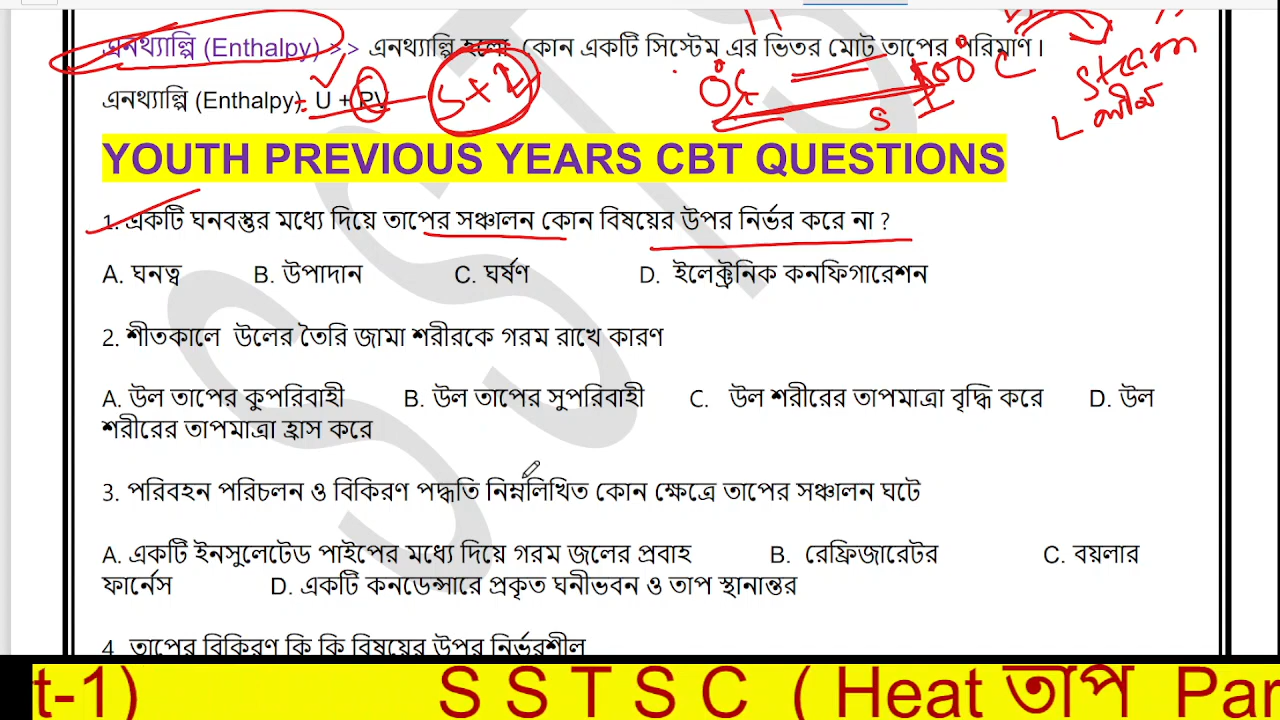 এনথ্যাল্পি (Enthalpy) >> এনথ্যাল্পি হলো কোন একটি সিস্টেম এর ভিতর মোট তাপের পরিমাণ।
এনথ্যাল্পি (Enthalpy) = U + PV S + L 0°C 100°C S L Steam
L
YOUTH PREVIOUS YEARS CBT QUESTIONS
1. একটি ঘনবস্তুর মধ্যে দিয়ে তাপের সঞ্চালন কোন বিষয়ের উপর নির্ভর করে না ?
A. ঘনত্ব B. উপাদান C. ঘর্ষণ D. ইলেক্ট্রনিক কনফিগারেশন
2. শীতকালে উলের তৈরি জামা শরীরকে গরম রাখে কারণ
A. উল তাপের কুপরিবাহী B. উল তাপের সুপরিবাহী C. উল শরীরের তাপমাত্রা বৃদ্ধি করে D. উল
শরীরের তাপমাত্রা হ্রাস করে
3. পরিবহন পরিচলন ও বিকিরণ পদ্ধতি নিম্নলিখিত কোন ক্ষেত্রে তাপের সঞ্চালন ঘটে
A. একটি ইনসুলেটেড পাইপের মধ্যে দিয়ে গরম জলের প্রবাহ B. রেফ্রিজারেটর C. বয়লার
ফার্নেস D. একটি কনডেন্সারে প্রকৃত ঘনীভবন ও তাপ স্থানান্তর
4. তাপের বিকিরণ কি কি বিষয়ের উপর নির্ভরশীল
t-1) S S T S C ( Heat তাপ Par